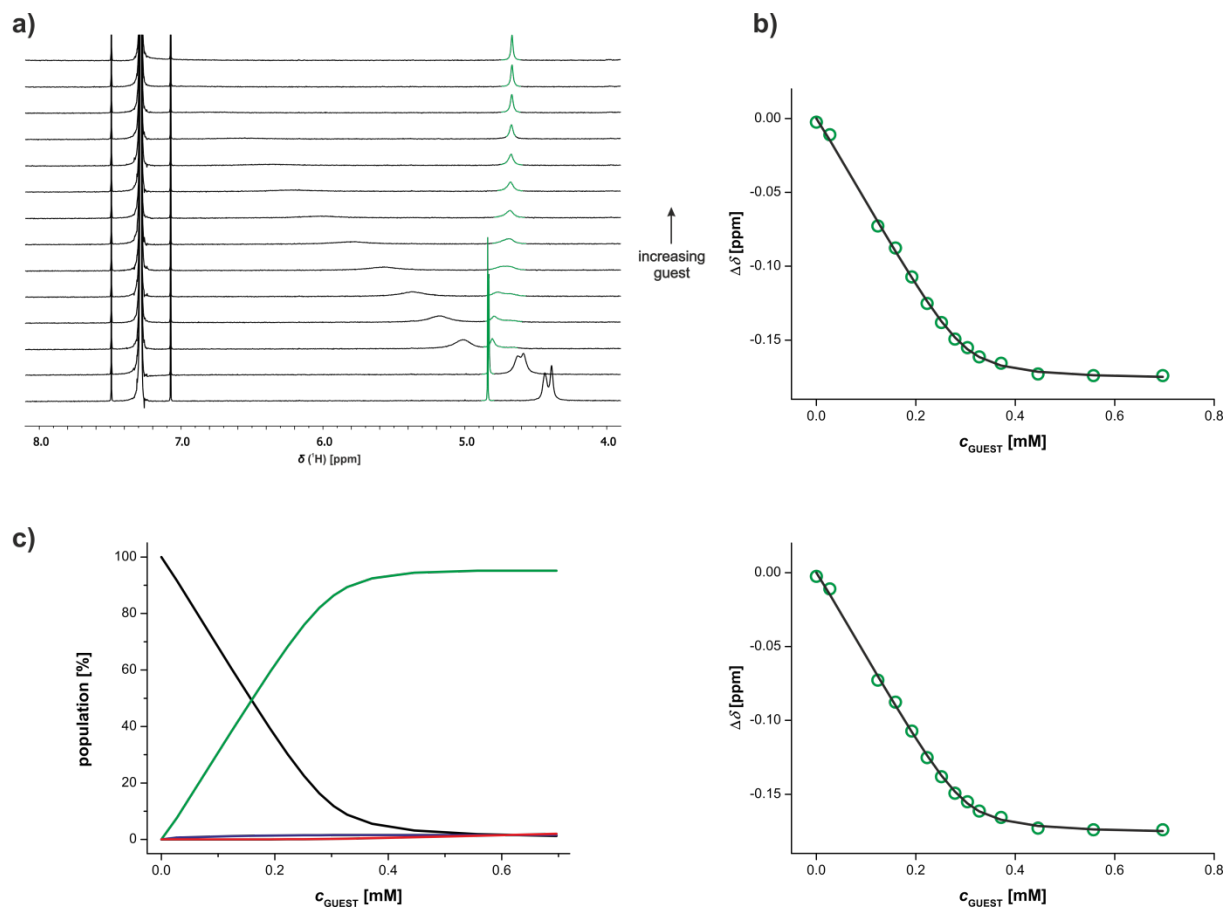 a)
8.0 7.0 6.0 5.0 4.0
δ (¹H) [ppm]
increasing
guest
b)
0.00
-0.05
-0.10
-0.15
Δδ [ppm]
0.0 0.2 0.4 0.6 0.8
cGUEST [mM]
c)
100
80
60
40
20
0
population [%]
0.0 0.2 0.4 0.6
cGUEST [mM]
0.00
-0.05
-0.10
-0.15
Δδ [ppm]
0.0 0.2 0.4 0.6 0.8
cGUEST [mM]